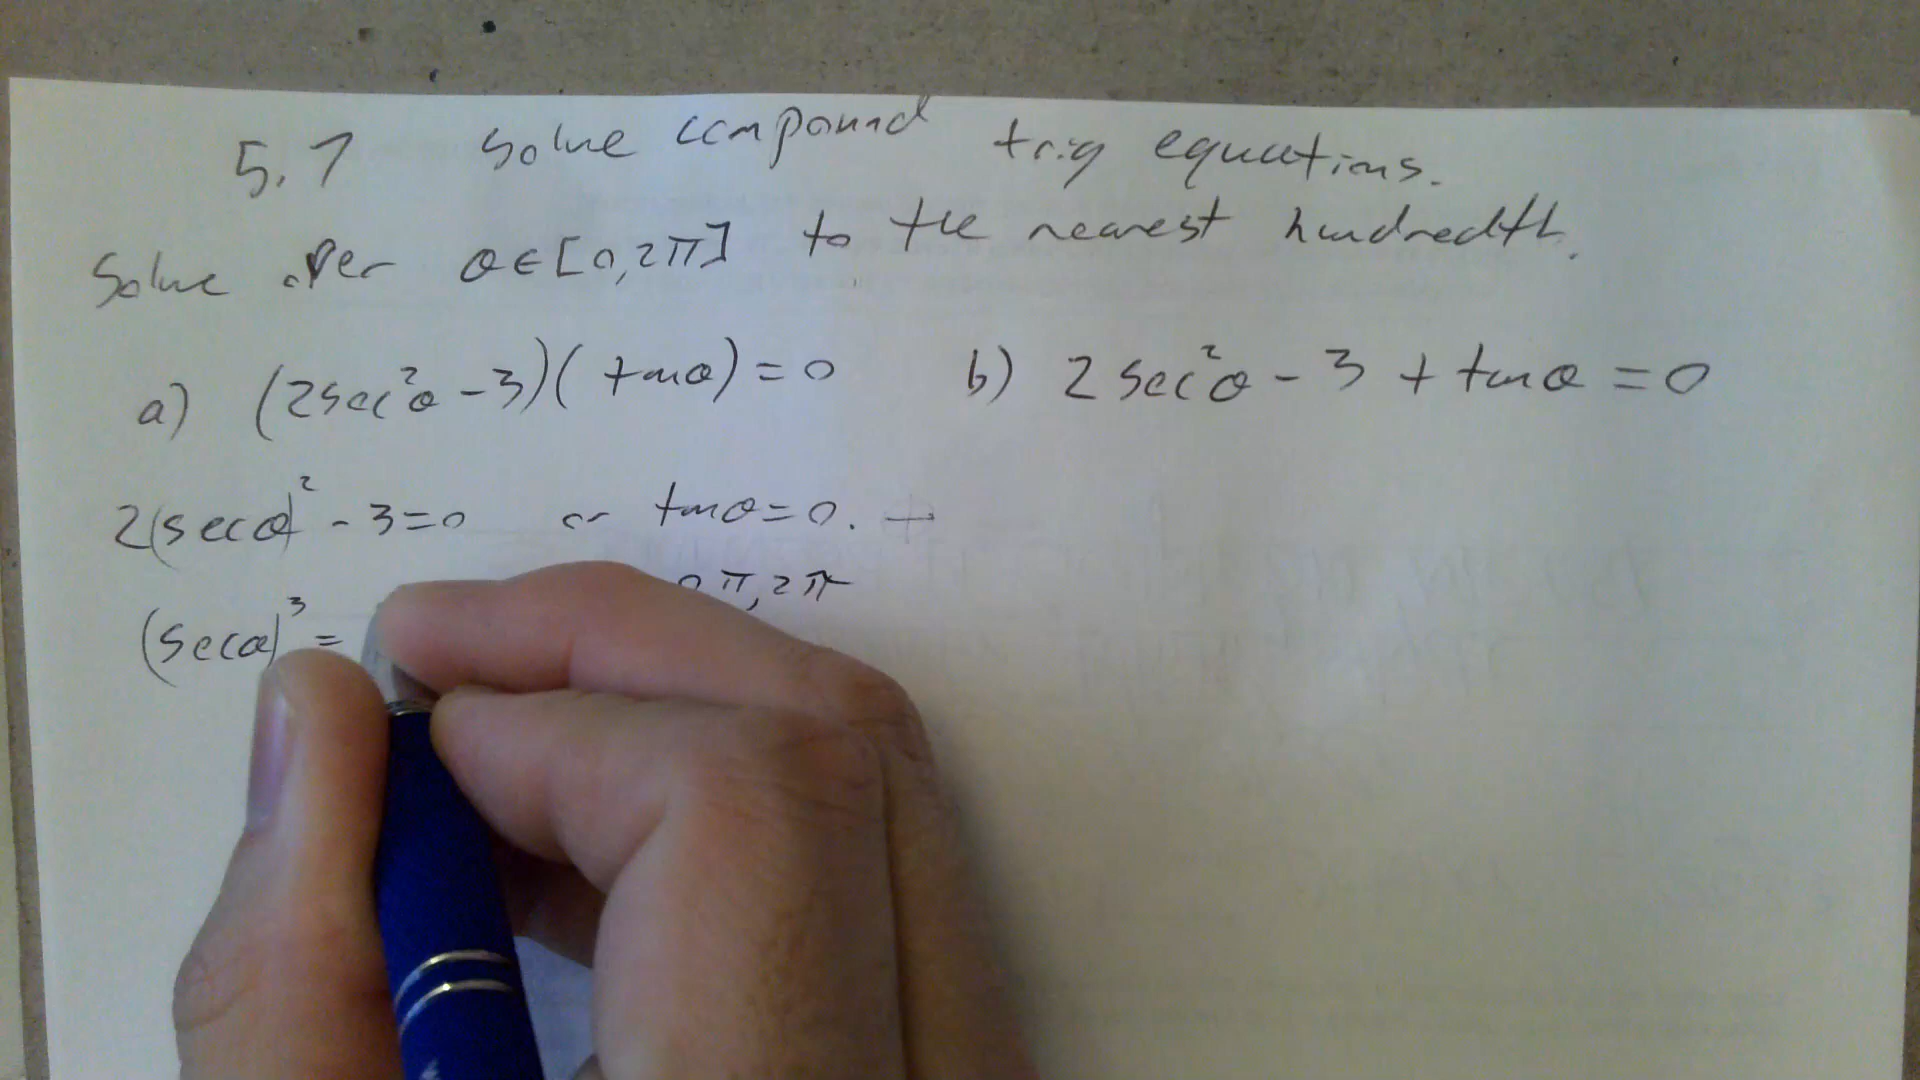 5.7 Solve compound trig equations.
Solve for θ∈[0,2π] to the nearest hundredth.
a) (2sec²θ-3)(tanθ)=0 b) 2sec²θ-3+tanθ=0
2(secθ)²-3=0 or tanθ=0.
π,2π
(secθ)³=